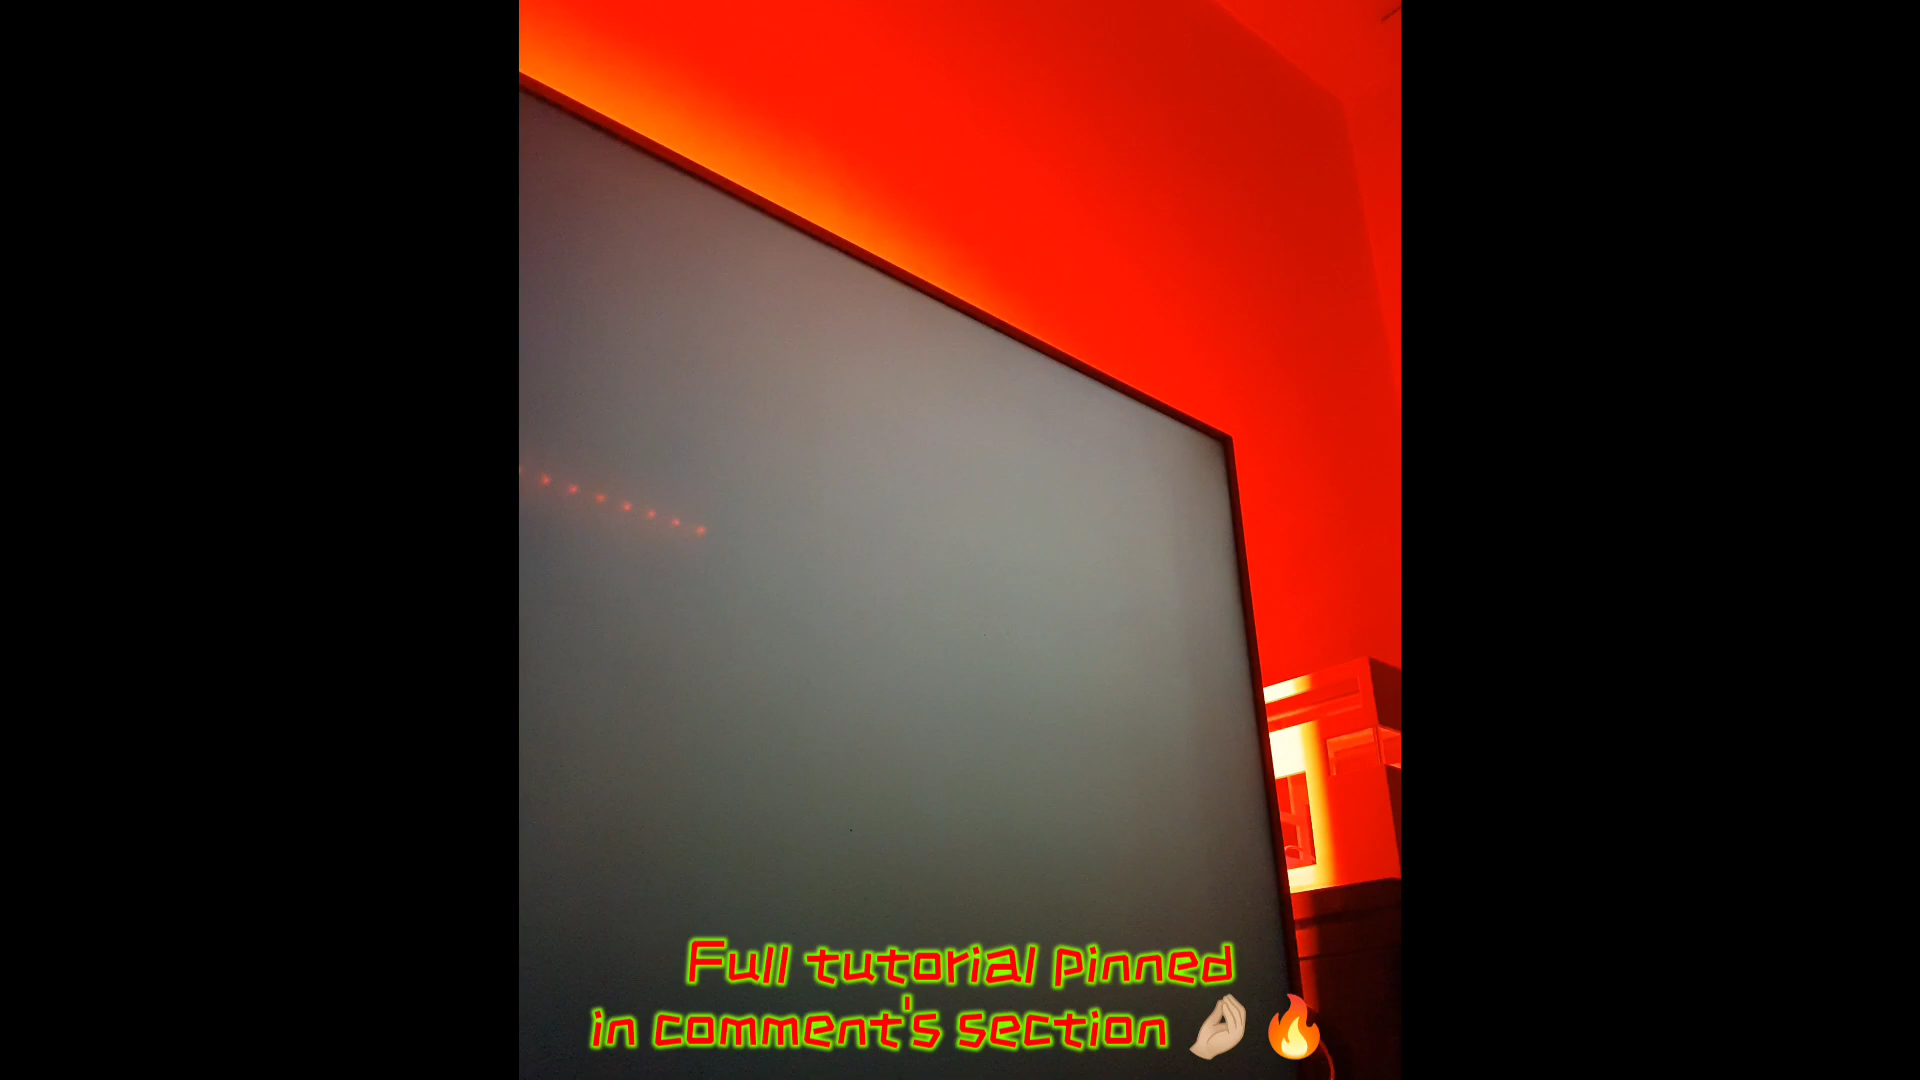 Full tutorial pinned
in comment's section 🤌🏻 🔥